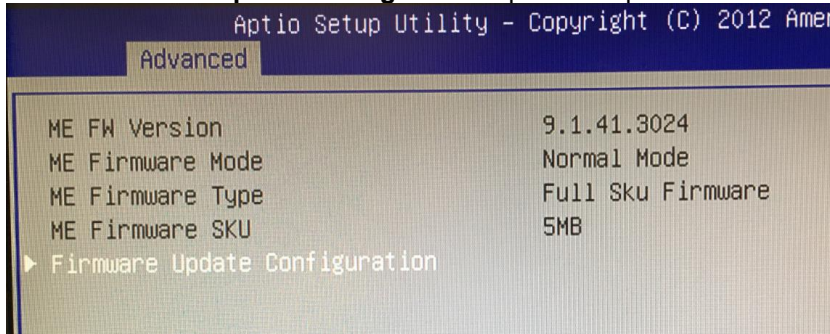 Aptio Setup Utility – Copyright (C) 2012 Amer
Advanced
ME FW Version 9.1.41.3024
ME Firmware Mode Normal Mode
ME Firmware Type Full Sku Firmware
ME Firmware SKU 5MB
Firmware Update Configuration